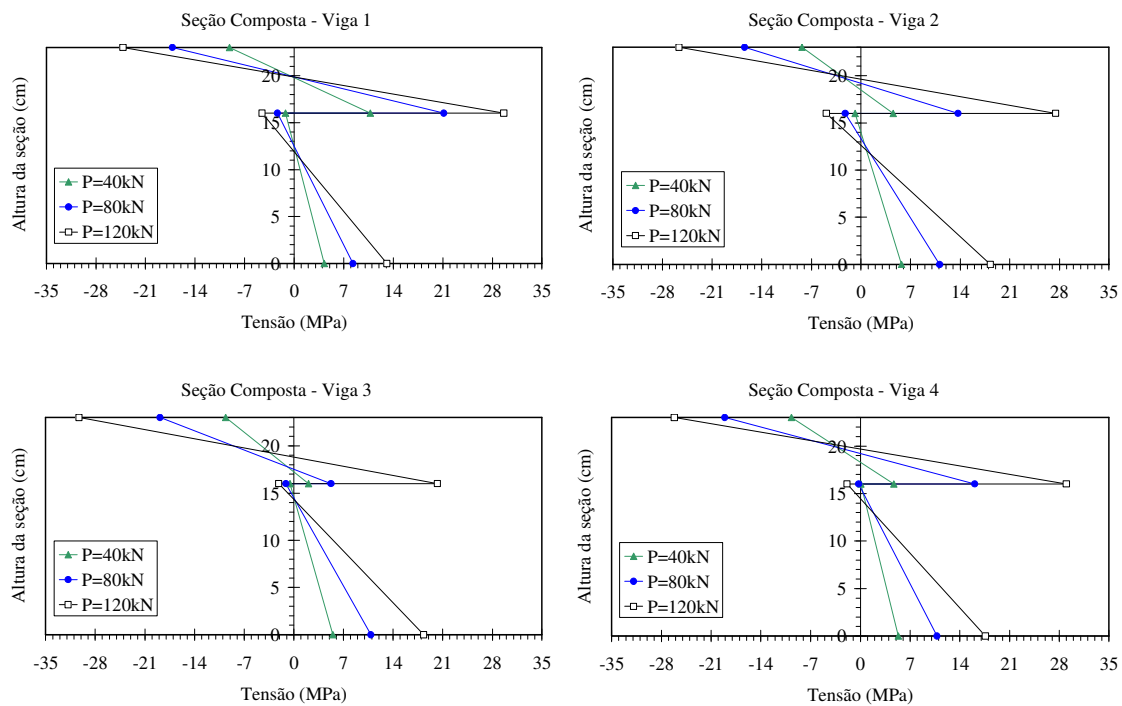 Seção Composta - Viga 1
Altura da seção (cm)
20
15
10
5
0
P=40kN
P=80kN
P=120kN
-35 -28 -21 -14 -7 0 7 14 21 28 35
Tensão (MPa)
Seção Composta - Viga 2
Altura da seção (cm)
20
15
10
5
0
P=40kN
P=80kN
P=120kN
-35 -28 -21 -14 -7 0 7 14 21 28 35
Tensão (MPa)
Seção Composta - Viga 3
Altura da seção (cm)
20
15
10
5
0
P=40kN
P=80kN
P=120kN
-35 -28 -21 -14 -7 0 7 14 21 28 35
Tensão (MPa)
Seção Composta - Viga 4
Altura da seção (cm)
20
15
10
5
0
P=40kN
P=80kN
P=120kN
-35 -28 -21 -14 -7 0 7 14 21 28 35
Tensão (MPa)